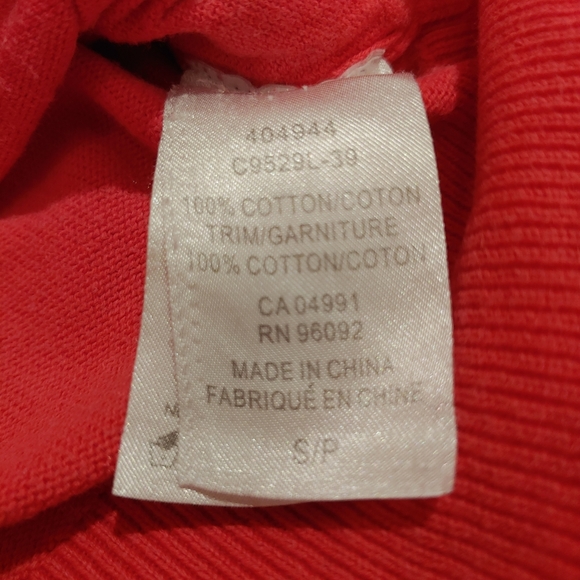 404944
C9529L-39
100% COTTON/COTON
TRIM/GARNITURE
100% COTTON/COTON
CA 04991
RN 96092
MADE IN CHINA
FABRIQUÉ EN CHINE
S/P